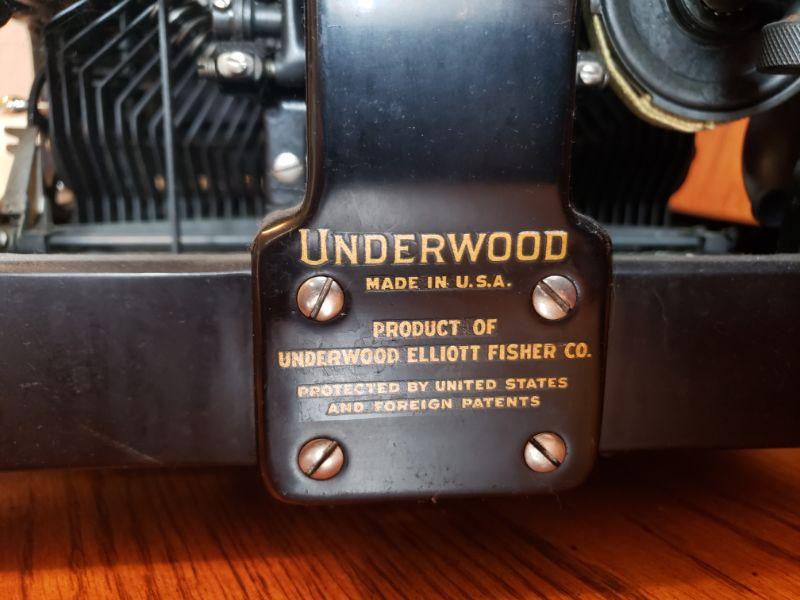 UNDERWOOD
MADE IN U.S.A.
PRODUCT OF
UNDERWOOD ELLIOTT FISHER CO.
PROTECTED BY UNITED STATES
AND FOREIGN PATENTS